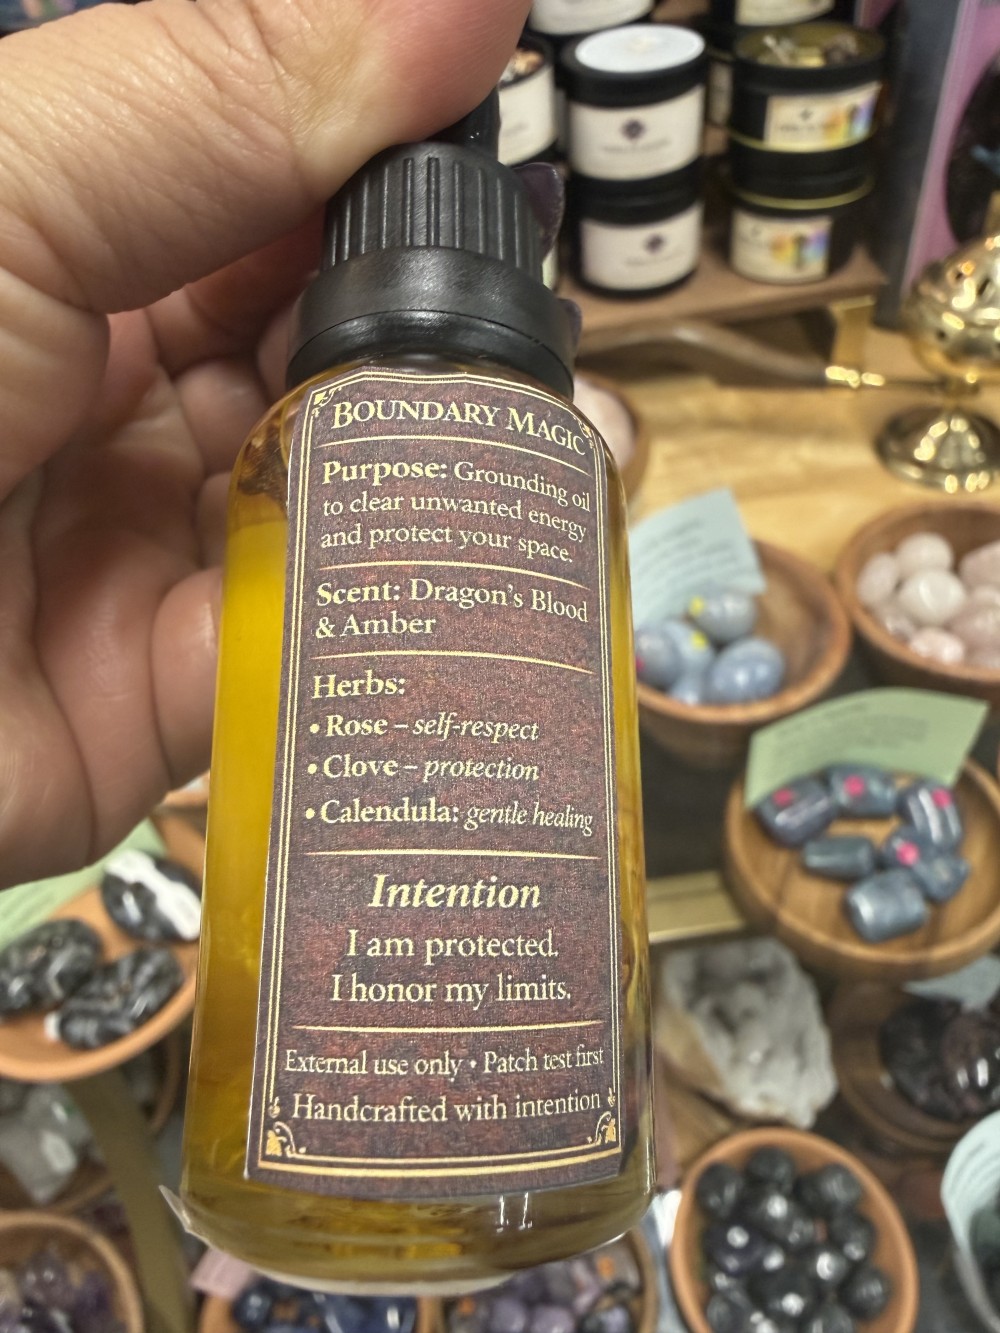 BOUNDARY MAGIC
Purpose: Grounding oil
to clear unwanted energy
and protect your space.
Scent: Dragon's Blood
& Amber
Herbs:
• Rose – self-respect
• Clove – protection
• Calendula: gentle healing
Intention
I am protected.
I honor my limits.
External use only • Patch test first
Handcrafted with intention